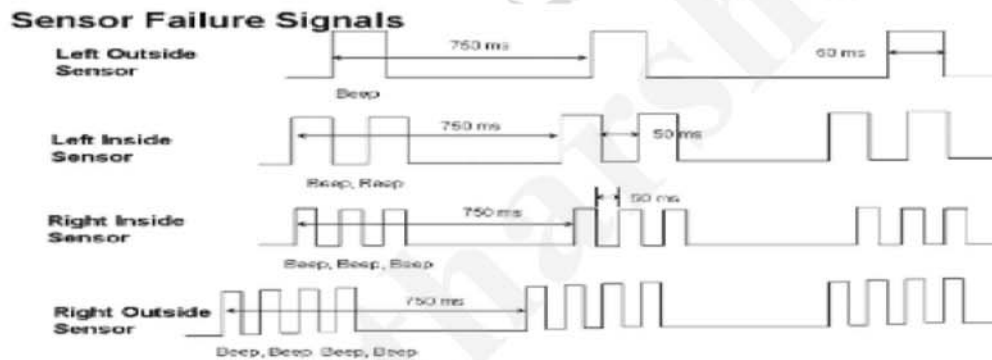 Sensor Failure Signals
Left Outside
Sensor
750 ms
60 ms
Beep
Left Inside
Sensor
750 ms
50 ms
Beep, Beep
Right Inside
Sensor
750 ms
50 ms
Beep, Beep, Beep
Right Outside
Sensor
750 ms
Beep, Beep Beep, Beep
tharsh